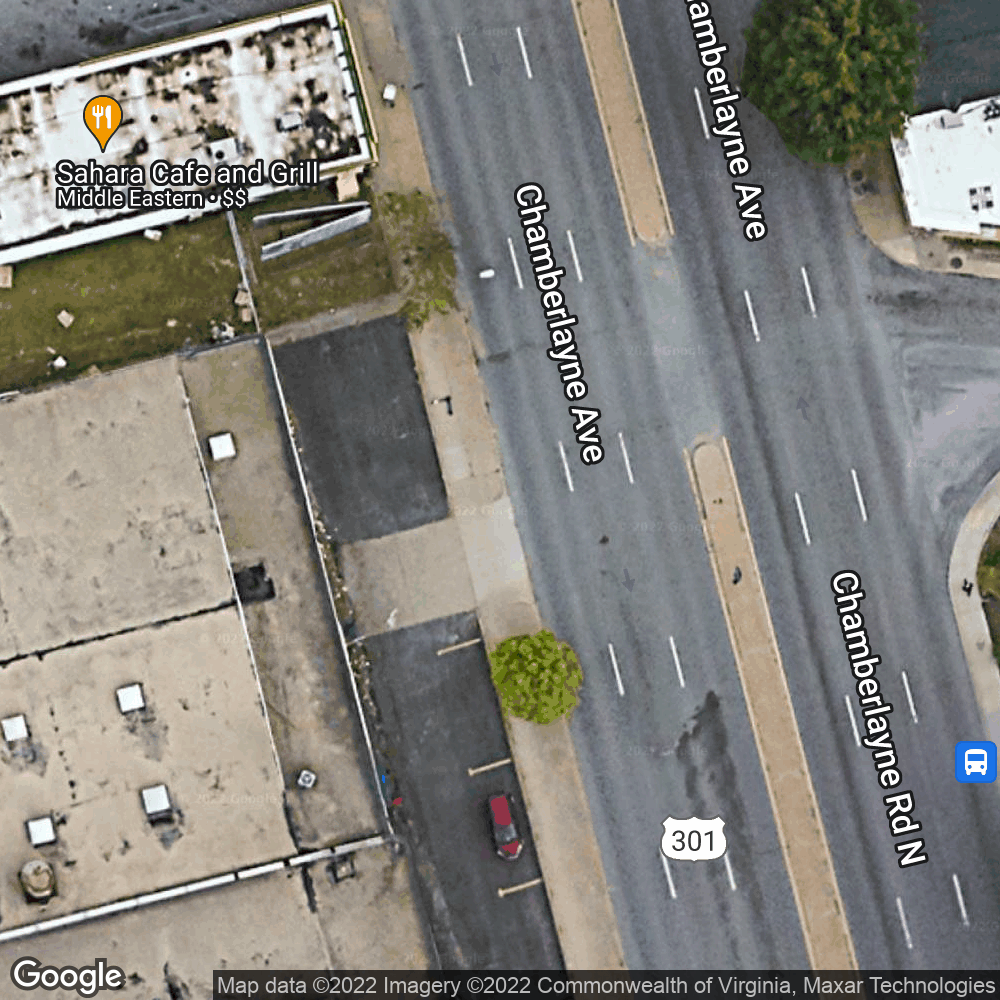 Chamberlayne Ave
Sahara Cafe and Grill
Middle Eastern • $$
Chamberlayne Ave
Chamberlayne Rd N
301
Google
Map data ©2022 Imagery ©2022 Commonwealth of Virginia, Maxar Technologies